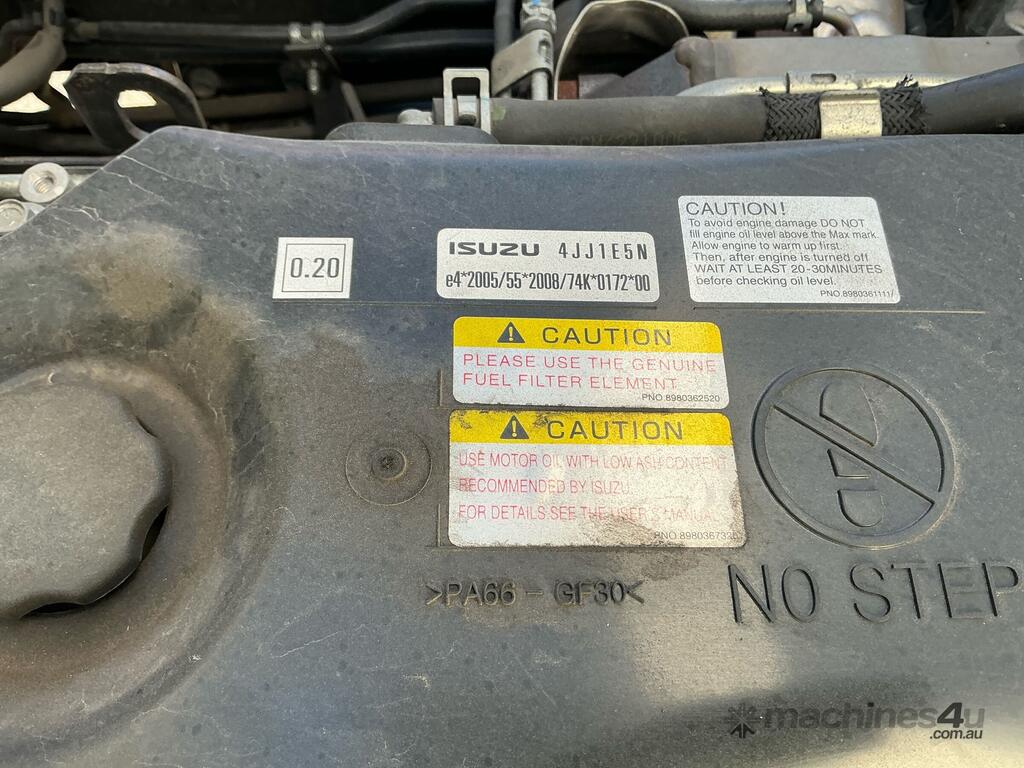 0.20
ISUZU 4JJ1E5N
e4*2005/55*2008/74K*0172*00
CAUTION!
To avoid engine damage DO NOT
fill engine oil level above the Max mark.
Allow engine to warm up first.
Then, after engine is turned off
WAIT AT LEAST 20-30MINUTES
before checking oil level.
PNO.8980361111
CAUTION
PLEASE USE THE GENUINE
FUEL FILTER ELEMENT
PNO.8980362520
CAUTION
USE MOTOR OIL WITH LOW ASH CONTENT
RECOMMENDED BY ISUZU.
FOR DETAILS.SEE THE USER'S MANUAL
>PA66-GF30<
NO STEP
machines4u
.com.au